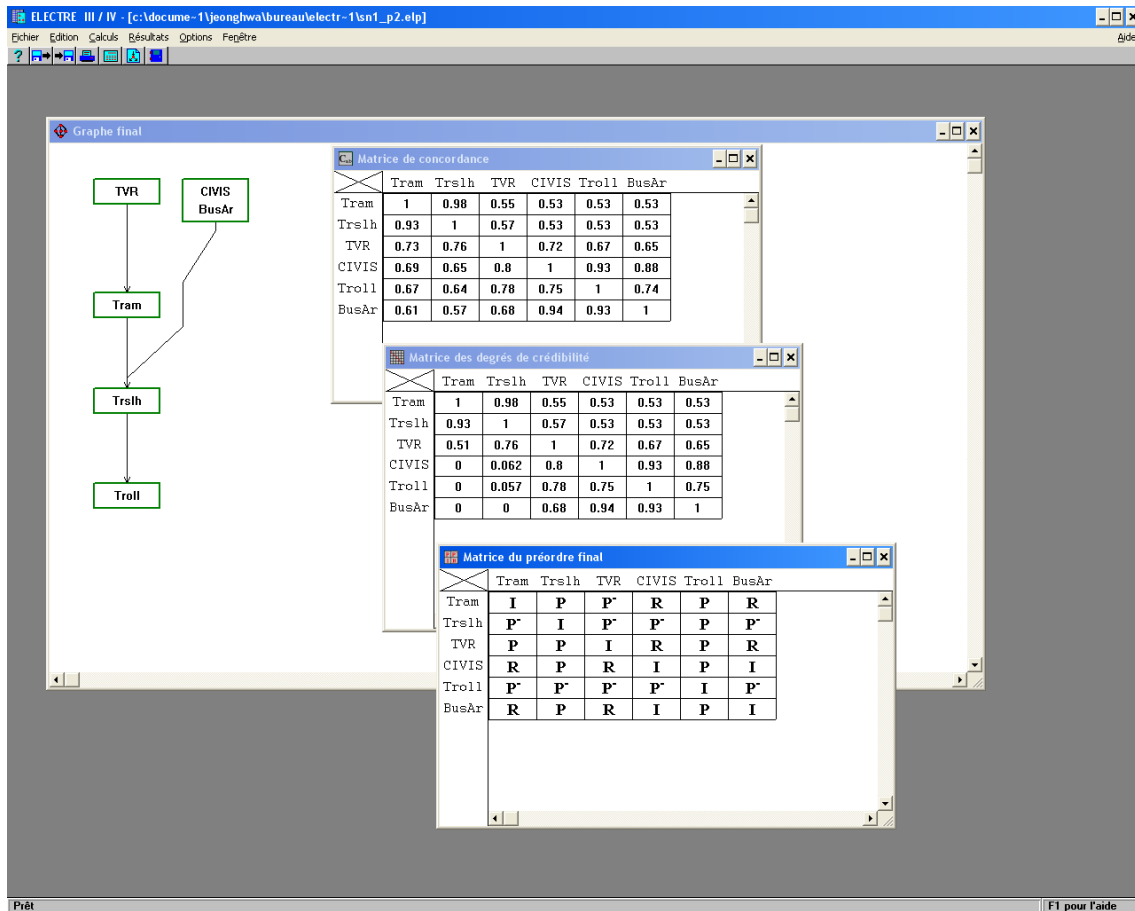 ELECTRE III / IV - [c:\docume~1\jeonghwa\bureau\electr~1\sn1_p2.elp]
Fichier Edition Calculs Résultats Options Fenêtre Aide
?
Graphe final
TVR
CIVIS
BusAr
Tram
Trslh
Troll
Matrice de concordance
Tram Trslh TVR CIVIS Troll BusAr
Tram 1 0.98 0.55 0.53 0.53 0.53
Trslh 0.93 1 0.57 0.53 0.53 0.53
TVR 0.73 0.76 1 0.72 0.67 0.65
CIVIS 0.69 0.65 0.8 1 0.93 0.88
Troll 0.67 0.64 0.78 0.75 1 0.74
BusAr 0.61 0.57 0.68 0.94 0.93 1
Matrice des degrés de crédibilité
Tram Trslh TVR CIVIS Troll BusAr
Tram 1 0.98 0.55 0.53 0.53 0.53
Trslh 0.93 1 0.57 0.53 0.53 0.53
TVR 0.51 0.76 1 0.72 0.67 0.65
CIVIS 0 0.062 0.8 1 0.93 0.88
Troll 0 0.057 0.78 0.75 1 0.75
BusAr 0 0 0.68 0.94 0.93 1
Matrice du préordre final
Tram Trslh TVR CIVIS Troll BusAr
Tram I P P⁻ R P R
Trslh P⁻ I P⁻ P⁻ P P⁻
TVR P P I R P R
CIVIS R P R I P I
Troll P⁻ P⁻ P⁻ P⁻ I P⁻
BusAr R P R I P I
Prêt F1 pour l'aide